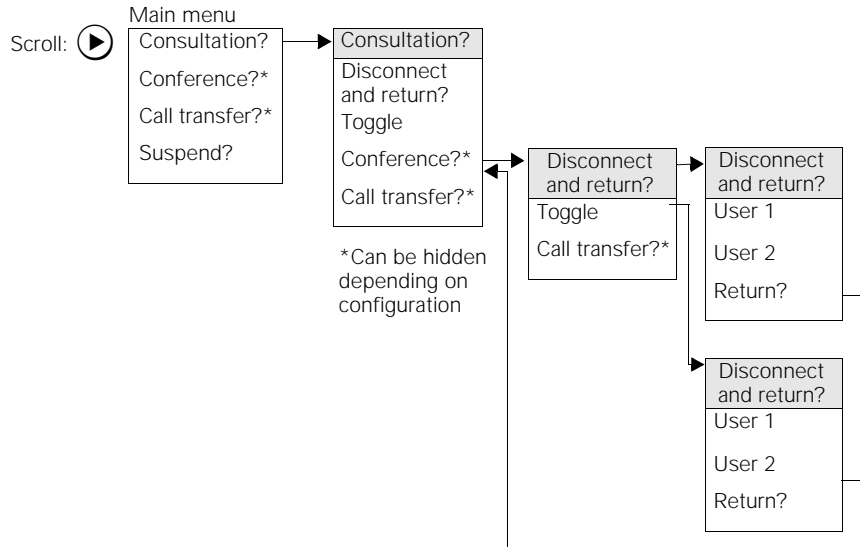 Main menu
Scroll:
Consultation?
Conference?*
Call transfer?*
Suspend?
Consultation?
Disconnect
and return?
Toggle
Conference?*
Call transfer?*
*Can be hidden
depending on
configuration
Disconnect
and return?
Toggle
Call transfer?*
Disconnect
and return?
User 1
User 2
Return?
Disconnect
and return?
User 1
User 2
Return?